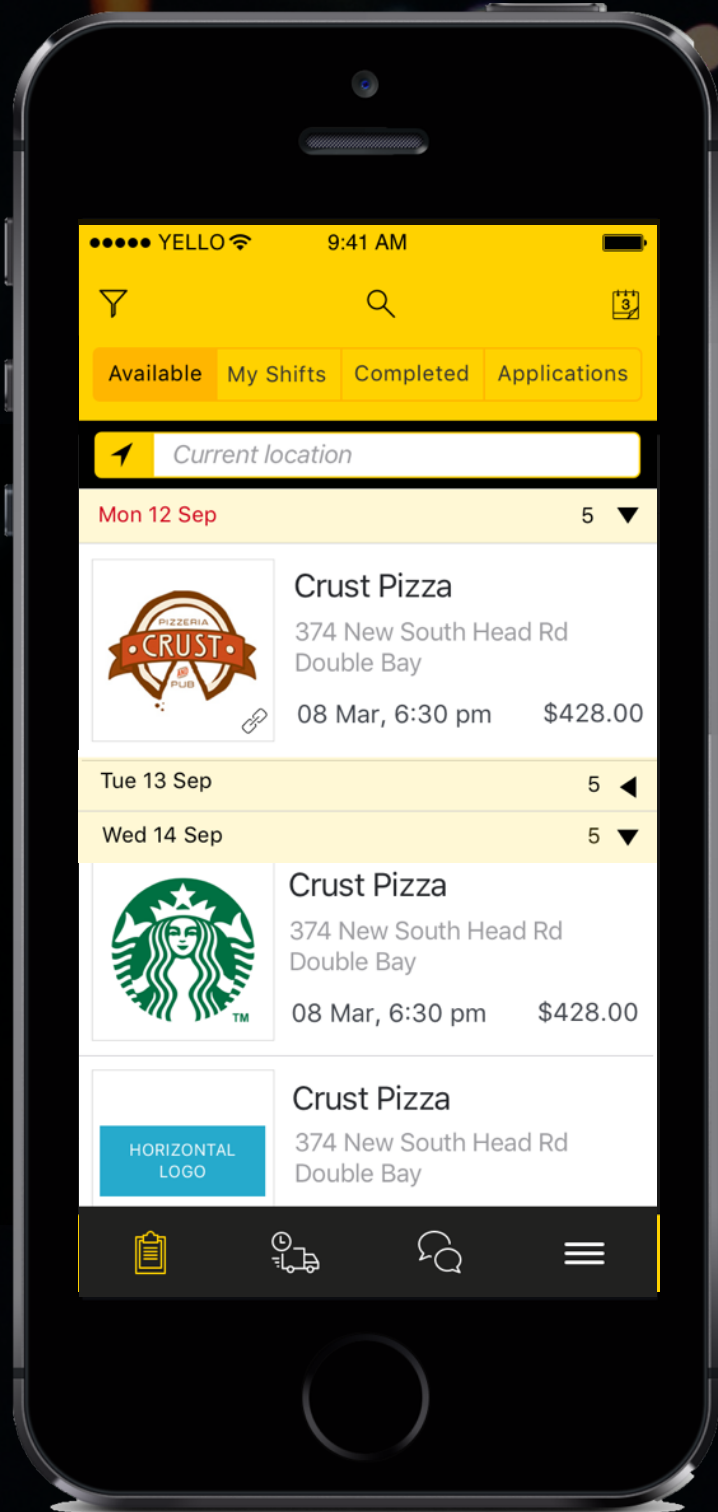 YELLO 9:41 AM
3
Available My Shifts Completed Applications
Current location
Mon 12 Sep 5
PIZZERIA
CRUST
PUB
Crust Pizza
374 New South Head Rd
Double Bay
08 Mar, 6:30 pm $428.00
Tue 13 Sep 5
Wed 14 Sep 5
TM
Crust Pizza
374 New South Head Rd
Double Bay
08 Mar, 6:30 pm $428.00
HORIZONTAL
LOGO
Crust Pizza
374 New South Head Rd
Double Bay